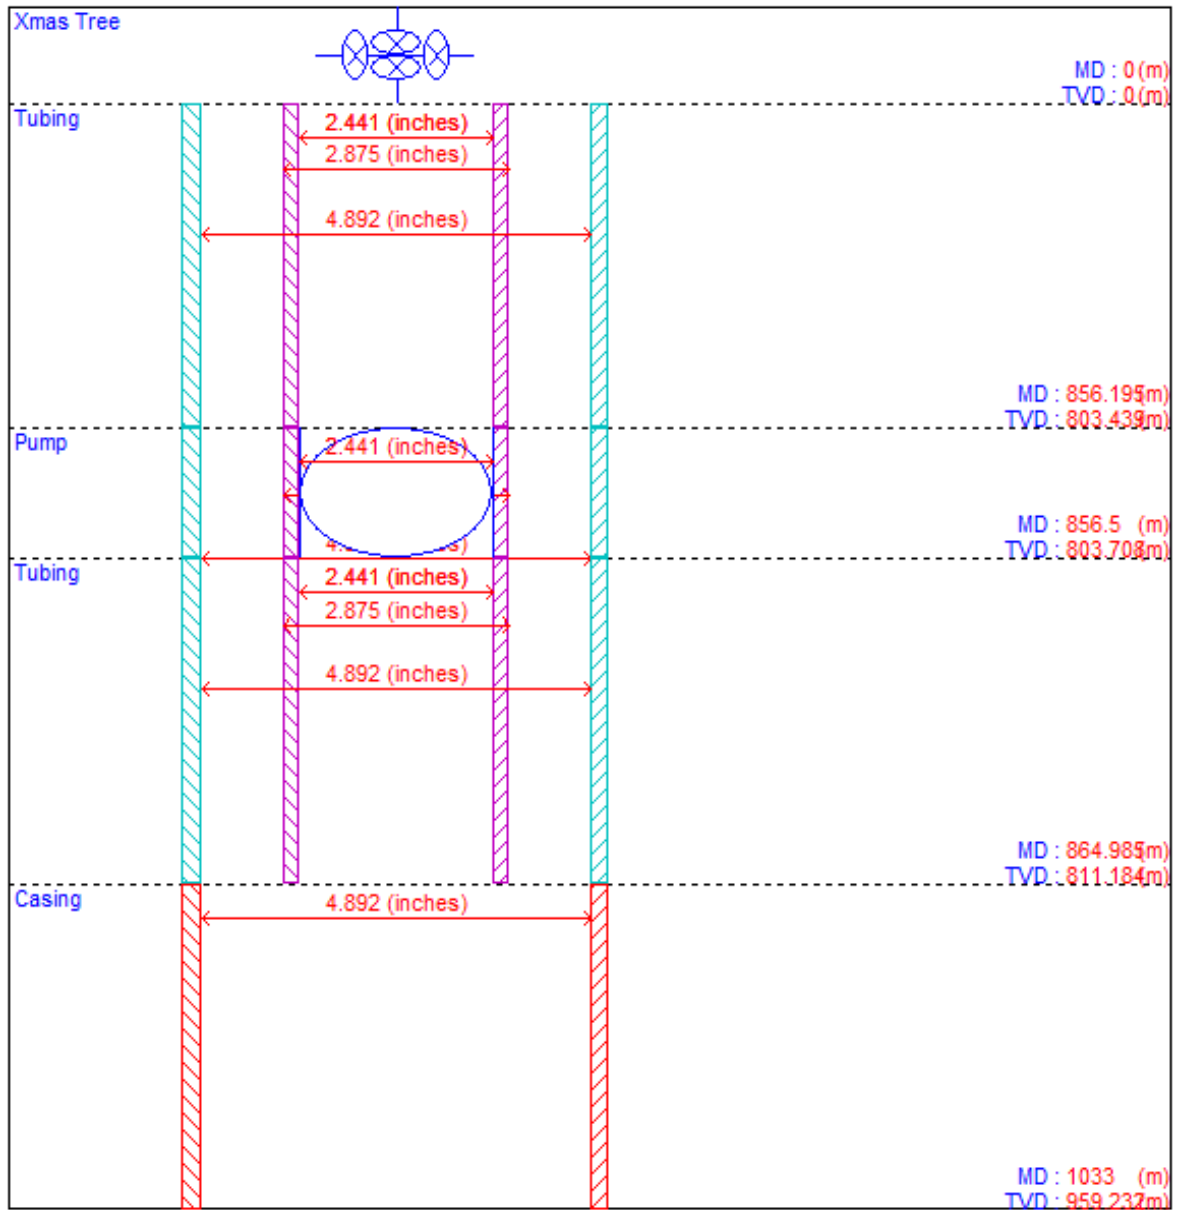 Xmas Tree
MD : 0 (m)
TVD : 0 (m)
Tubing
2.441 (inches)
2.875 (inches)
4.892 (inches)
MD : 856.195(m)
TVD : 803.439(m)
Pump
2.441 (inches)
MD : 856.5 (m)
TVD : 803.708(m)
Tubing
2.441 (inches)
2.875 (inches)
4.892 (inches)
MD : 864.985(m)
TVD : 811.184(m)
Casing
4.892 (inches)
MD : 1033 (m)
TVD : 959.232(m)